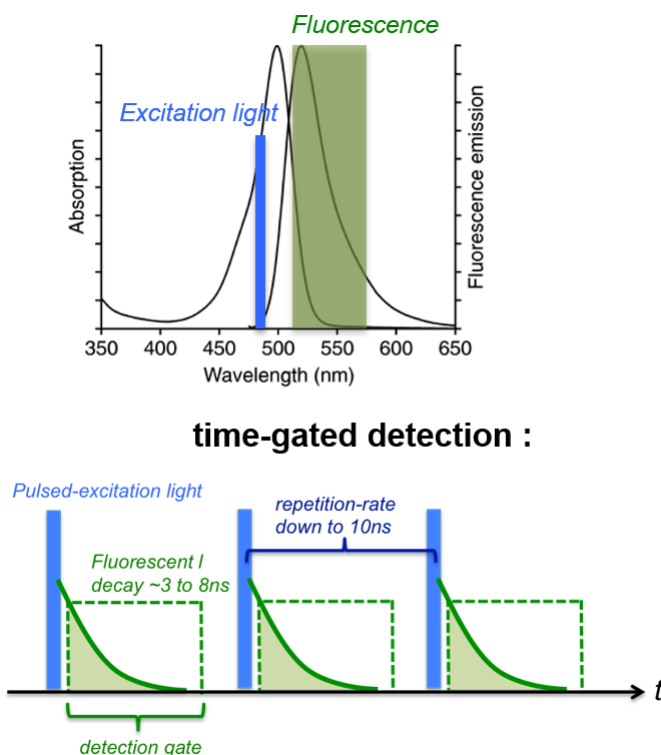 Fluorescence
Excitation light
Absorption
Fluorescence emission
350 400 450 500 550 600 650
Wavelength (nm)
time-gated detection :
Pulsed-excitation light
repetition-rate
down to 10ns
Fluorescent l
decay ~3 to 8ns
t
detection gate